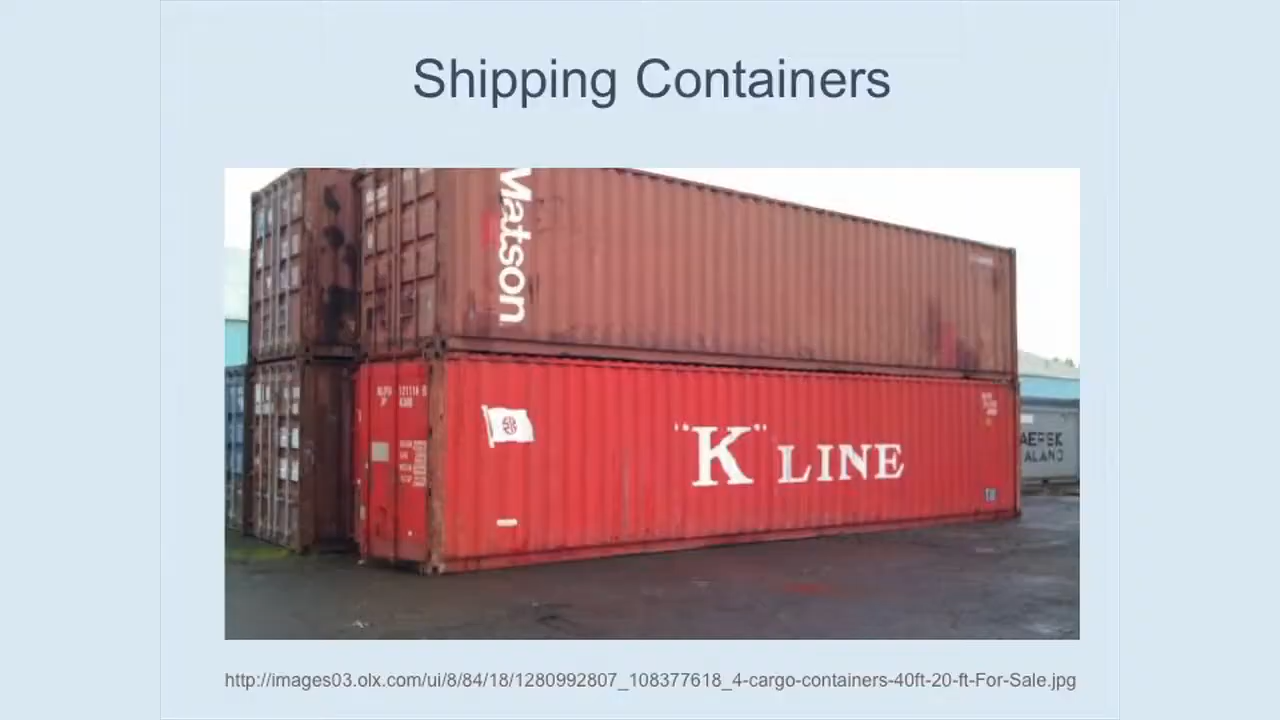 Shipping Containers
Matson
"K" LINE
http://images03.olx.com/ui/8/84/18/1280992807_108377618_4-cargo-containers-40ft-20-ft-For-Sale.jpg